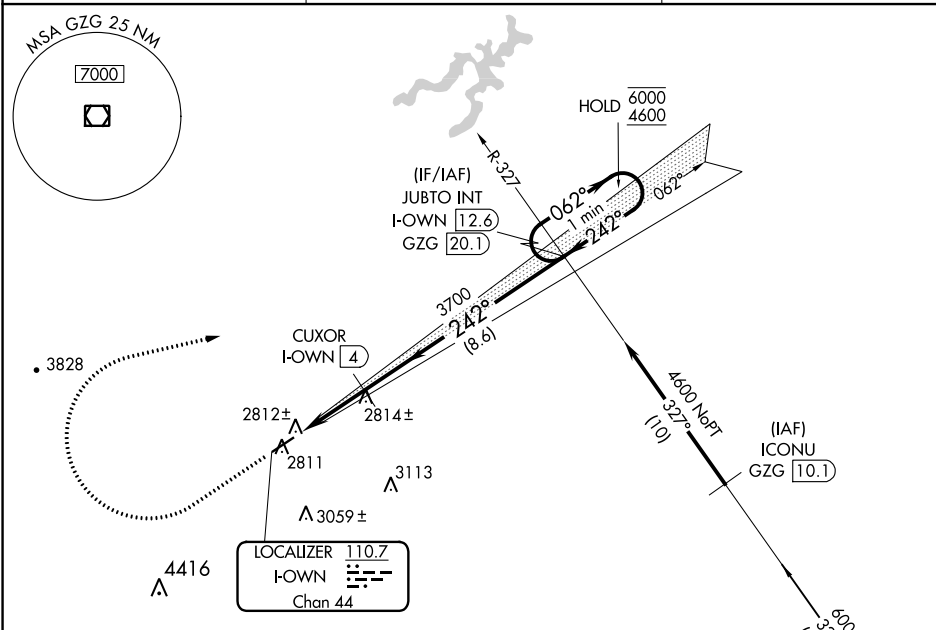 MSA GZG 25 NM
7000
HOLD 6000
4600
R-327
(IF/IAF)
JUBTO INT
I-OWN 12.6
GZG 20.1
062°
1 min
242°
062°
3700
242°
(8.6)
CUXOR
I-OWN 4
3828
2812±
2814±
2811
3113
3059±
4416
4600 NoPT
327°
(10)
(IAF)
ICONU
GZG 10.1
LOCALIZER 110.7
I-OWN
Chan 44